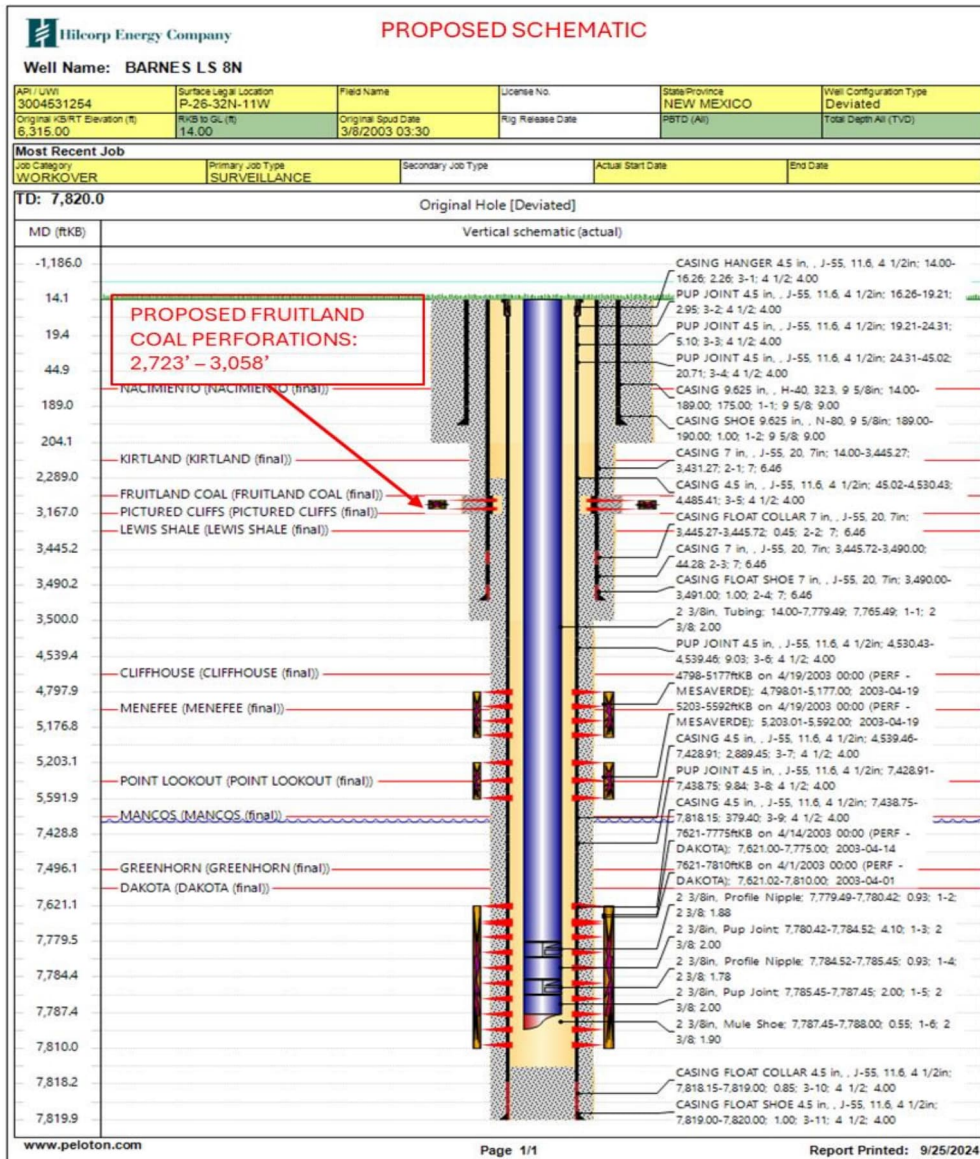 Hilcorp Energy Company
PROPOSED SCHEMATIC
Well Name: BARNES LS 8N
API / UWI
3004531254
Surface Legal Location
P-26-32N-11W
Field Name
License No.
State/Province
NEW MEXICO
Well Configuration Type
Deviated
Original KB/RT Elevation (ft)
6,315.00
RKB to GL (ft)
14.00
Original Spud Date
3/8/2003 03:30
Rig Release Date
PBTD (All)
Total Depth All (TVD)
Most Recent Job
Job Category
WORKOVER
Primary Job Type
SURVEILLANCE
Secondary Job Type
Actual Start Date
End Date
TD: 7,820.0
Original Hole [Deviated]
MD (ftKB)
Vertical schematic (actual)
-1,186.0
14.1
19.4
44.9
189.0
204.1
2,289.0
3,167.0
3,445.2
3,490.2
3,500.0
4,539.4
4,797.9
5,176.8
5,203.1
5,591.9
7,428.8
7,496.1
7,621.1
7,779.5
7,784.4
7,787.4
7,810.0
7,818.2
7,819.9
PROPOSED FRUITLAND
COAL PERFORATIONS:
2,723' – 3,058'
NACIMIENTO (NACIMIENTO (final))
KIRTLAND (KIRTLAND (final))
FRUITLAND COAL (FRUITLAND COAL (final))
PICTURED CLIFFS (PICTURED CLIFFS (final))
LEWIS SHALE (LEWIS SHALE (final))
CLIFFHOUSE (CLIFFHOUSE (final))
MENEFEE (MENEFEE (final))
POINT LOOKOUT (POINT LOOKOUT (final))
MANCOS (MANCOS (final))
GREENHORN (GREENHORN (final))
DAKOTA (DAKOTA (final))
CASING HANGER 4.5 in, , J-55, 11.6, 4 1/2in; 14.00-
16.26; 2.26; 3-1; 4 1/2; 4.00
PUP JOINT 4.5 in, , J-55, 11.6, 4 1/2in; 16.26-19.21;
2.95; 3-2; 4 1/2; 4.00
PUP JOINT 4.5 in, , J-55, 11.6, 4 1/2in; 19.21-24.31;
5.10; 3-3; 4 1/2; 4.00
PUP JOINT 4.5 in, , J-55, 11.6, 4 1/2in; 24.31-45.02;
20.71; 3-4; 4 1/2; 4.00
CASING 9.625 in, , H-40, 32.3, 9 5/8in; 14.00-
189.00; 175.00; 1-1; 9 5/8; 9.00
CASING SHOE 9.625 in, , N-80, 9 5/8in; 189.00-
190.00; 1.00; 1-2; 9 5/8; 9.00
CASING 7 in, , J-55, 20, 7in; 14.00-3,445.27;
3,431.27; 2-1; 7; 6.46
CASING 4.5 in, , J-55, 11.6, 4 1/2in; 45.02-4,530.43;
4,485.41; 3-5; 4 1/2; 4.00
CASING FLOAT COLLAR 7 in, , J-55, 20, 7in;
3,445.27-3,445.72; 0.45; 2-2; 7; 6.46
CASING 7 in, , J-55, 20, 7in; 3,445.72-3,490.00;
44.28; 2-3; 7; 6.46
CASING FLOAT SHOE 7 in, , J-55, 20, 7in; 3,490.00-
3,491.00; 1.00; 2-4; 7; 6.46
2 3/8in, Tubing; 14.00-7,779.49; 7,765.49; 1-1; 2
3/8; 2.00
PUP JOINT 4.5 in, , J-55, 11.6, 4 1/2in; 4,530.43-
4,539.46; 9.03; 3-6; 4 1/2; 4.00
4798-5177ftKB on 4/19/2003 00:00 (PERF -
MESAVERDE); 4,798.01-5,177.00; 2003-04-19
5203-5592ftKB on 4/19/2003 00:00 (PERF -
MESAVERDE); 5,203.01-5,592.00; 2003-04-19
CASING 4.5 in, , J-55, 11.6, 4 1/2in; 4,539.46-
7,428.91; 2,889.45; 3-7; 4 1/2; 4.00
PUP JOINT 4.5 in, , J-55, 11.6, 4 1/2in; 7,428.91-
7,438.75; 9.84; 3-8; 4 1/2; 4.00
CASING 4.5 in, , J-55, 11.6, 4 1/2in; 7,438.75-
7,818.15; 379.40; 3-9; 4 1/2; 4.00
7621-7775ftKB on 4/14/2003 00:00 (PERF -
DAKOTA); 7,621.00-7,775.00; 2003-04-14
7621-7810ftKB on 4/1/2003 00:00 (PERF -
DAKOTA); 7,621.02-7,810.00; 2003-04-01
2 3/8in, Profile Nipple; 7,779.49-7,780.42; 0.93; 1-2;
2 3/8; 1.88
2 3/8in, Pup Joint; 7,780.42-7,784.52; 4.10; 1-3; 2
3/8; 2.00
2 3/8in, Profile Nipple; 7,784.52-7,785.45; 0.93; 1-4;
2 3/8; 1.78
2 3/8in, Pup Joint; 7,785.45-7,787.45; 2.00; 1-5; 2
3/8; 2.00
2 3/8in, Mule Shoe; 7,787.45-7,788.00; 0.55; 1-6; 2
3/8; 1.90
CASING FLOAT COLLAR 4.5 in, , J-55, 11.6, 4 1/2in;
7,818.15-7,819.00; 0.85; 3-10; 4 1/2; 4.00
CASING FLOAT SHOE 4.5 in, , J-55, 11.6, 4 1/2in;
7,819.00-7,820.00; 1.00; 3-11; 4 1/2; 4.00
www.peloton.com
Page 1/1
Report Printed: 9/25/2024